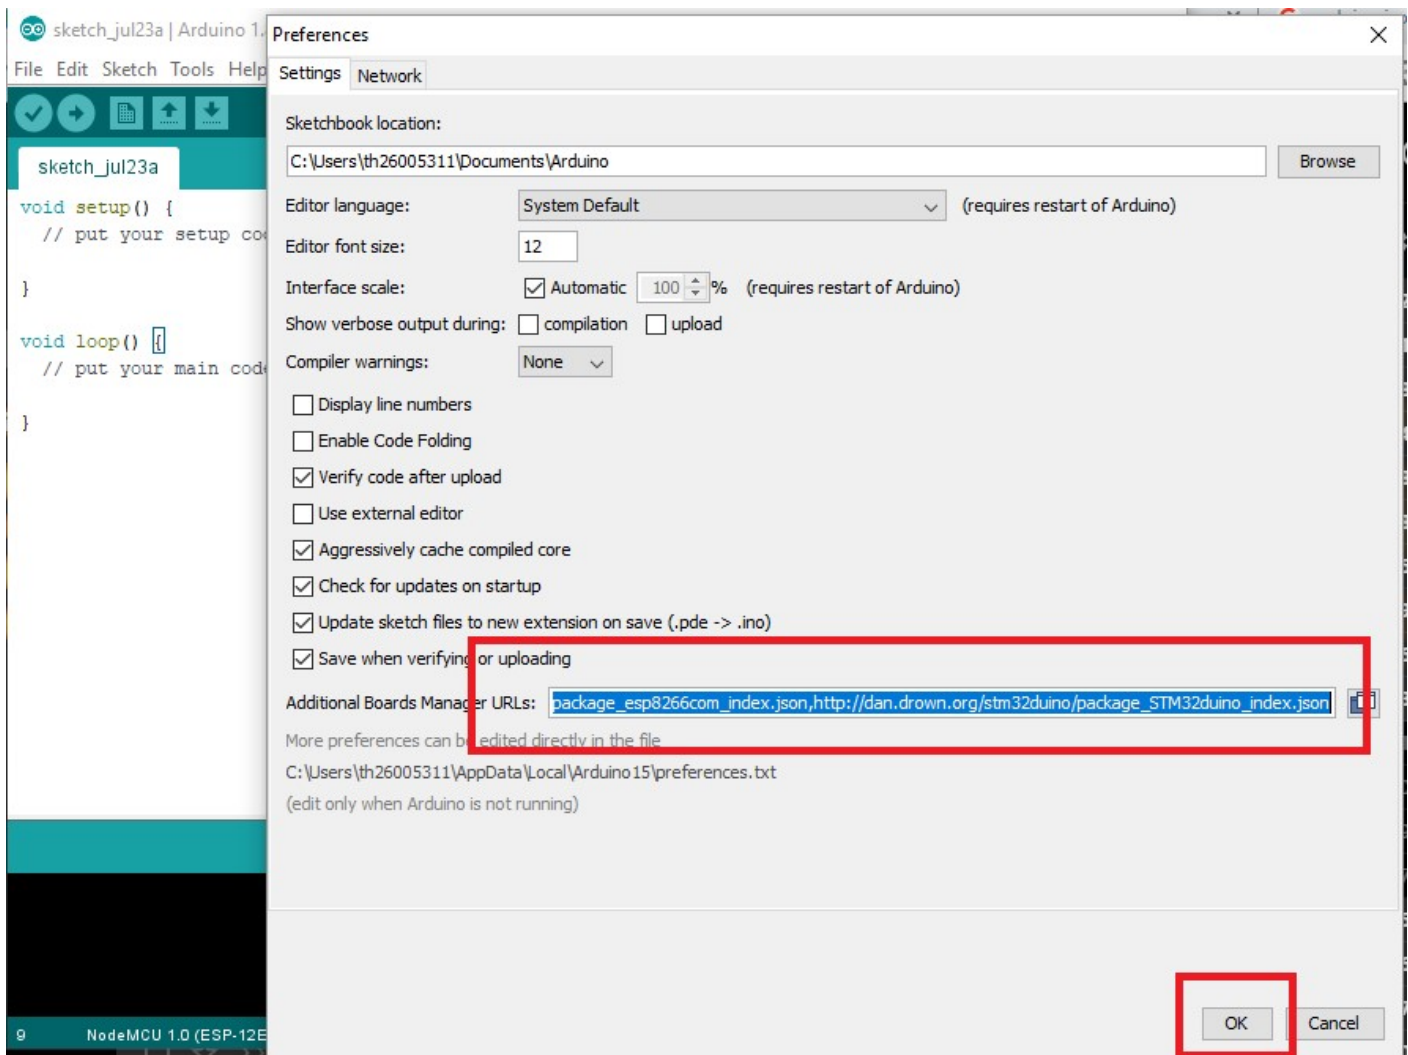 sketch_jul23a | Arduino 1.
File Edit Sketch Tools Help
sketch_jul23a
void setup() {
// put your setup co
}
void loop() {
// put your main code
}
9 NodeMCU 1.0 (ESP-12E
Preferences
Settings Network
Sketchbook location:
C:\Users\th26005311\Documents\Arduino Browse
Editor language: System Default (requires restart of Arduino)
Editor font size: 12
Interface scale: Automatic 100 % (requires restart of Arduino)
Show verbose output during: compilation upload
Compiler warnings: None
Display line numbers
Enable Code Folding
Verify code after upload
Use external editor
Aggressively cache compiled core
Check for updates on startup
Update sketch files to new extension on save (.pde -> .ino)
Save when verifying or uploading
Additional Boards Manager URLs: package_esp8266com_index.json,http://dan.drown.org/stm32duino/package_STM32duino_index.json
More preferences can be edited directly in the file
C:\Users\th26005311\AppData\Local\Arduino15\preferences.txt
(edit only when Arduino is not running)
OK Cancel